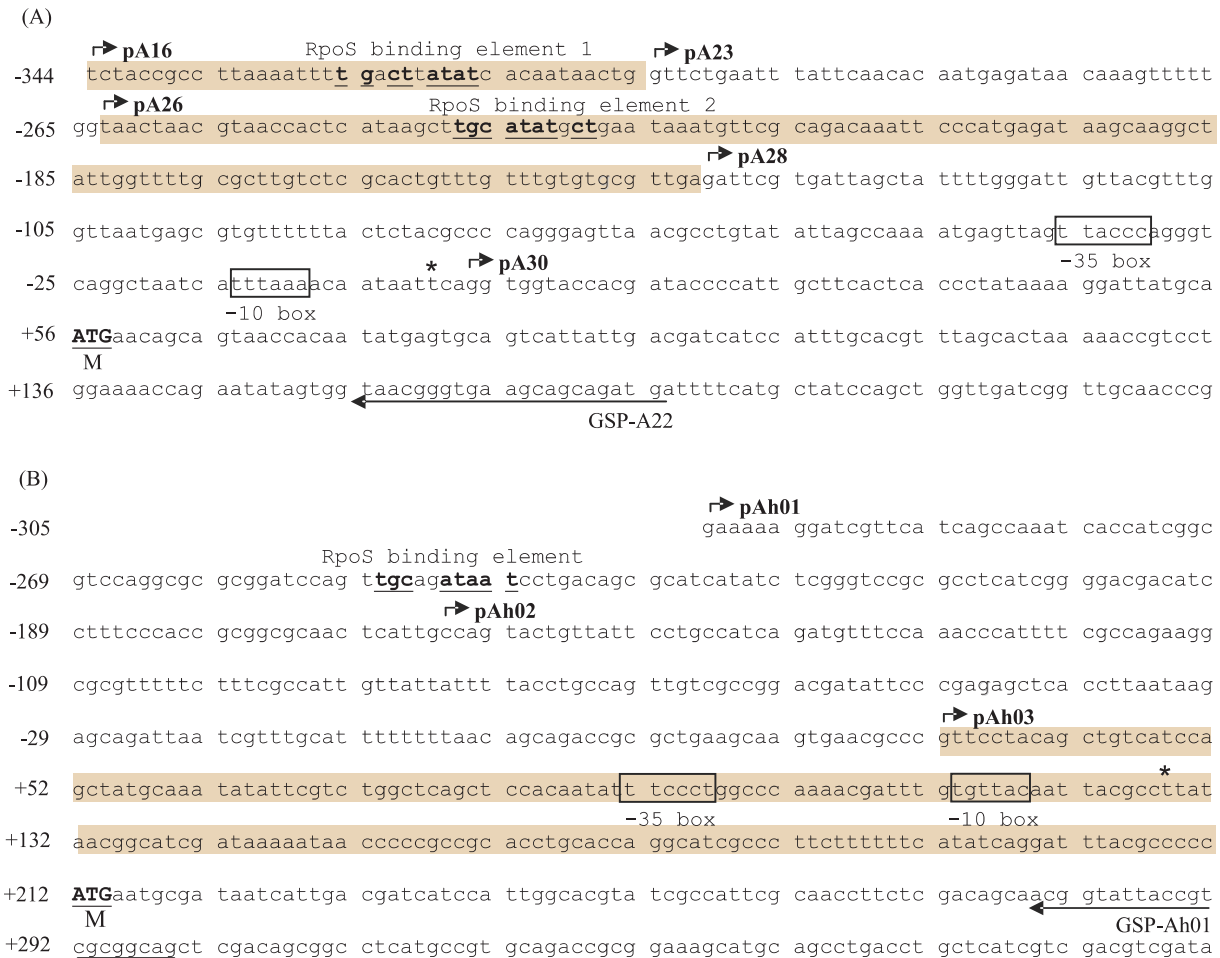 (A)
pA16 RpoS binding element 1 pA23
-344 tctaccgcct taaaattttt gacttatatc acaataactg gttctgaatt tattcaacac aatgagataa caaagttttt
pA26 RpoS binding element 2
-265 ggtaactaac gtaaccactc ataagcttgc atatgctgaa taaatgttcg cagacaaatt cccatgagat aagcaaggct
pA28
-185 attggttttg cgcttgtctc gcactgtttg tttgtgtgcg ttgagattcg tgattagcta ttttgggatt gttacgtttg
-105 gttaatgagc gtgtttttta ctctacgccc cagggagtta acgcctgtat attagccaaa atgagttagt tacccagggt
-35 box
* pA30
-25 caggctaatc atttaaaaca ataattcagg tggtaccacg ataccccatt gcttcactca ccctataaaa ggattatgca
-10 box
+56 ATGaacagca gtaaccacaa tatgagtgca gtcattattg acgatcatcc atttgcacgt ttagcactaa aaaccgtcct
M
+136 ggaaaaccag aatatagtgg taacgggtga agcagcagat gattttcatg ctatccagct ggttgatcgg ttgcaacccg
GSP-A22
(B)
pAh01
-305 gaaaaa ggatcgttca tcagccaaat caccatcggc
RpoS binding element
-269 gtccaggcgc gcggatccag ttgcagataa tcctgacagc gcatcatatc tcgggtccgc gcctcatcgg ggacgacatc
pAh02
-189 ctttcccacc gcggcgcaac tcattgccag tactgttatt cctgccatca gatgtttcca aacccatttt cgccagaagg
-109 cgcgtttttc tttcgccatt gttattattt tacctgccag ttgtcgccgg acgatattcc cgagagctca ccttaataag
pAh03
-29 agcagattaa tcgtttgcat tttttttaac agcagaccgc gctgaagcaa gtgaacgccc gttcctacag ctgtcatcca
*
+52 gctatgcaaa tatattcgtc tggctcagct ccacaatatt tccctggccc aaaacgattt gtgttacaat tacgccttat
-35 box -10 box
+132 aacggcatcg ataaaaataa cccccgccgc acctgcacca ggcatcgccc ttcttttttc atatcaggat ttacgccccc
+212 ATGaatgcga taatcattga cgatcatcca ttggcacgta tcgccattcg caaccttctc gacagcaacg gtattaccgt
M GSP-Ah01
+292 cgcggcagct cgacagcggc ctcatgccgt gcagaccgcg gaaagcatgc agcctgacct gctcatcgtc gacgtcgata